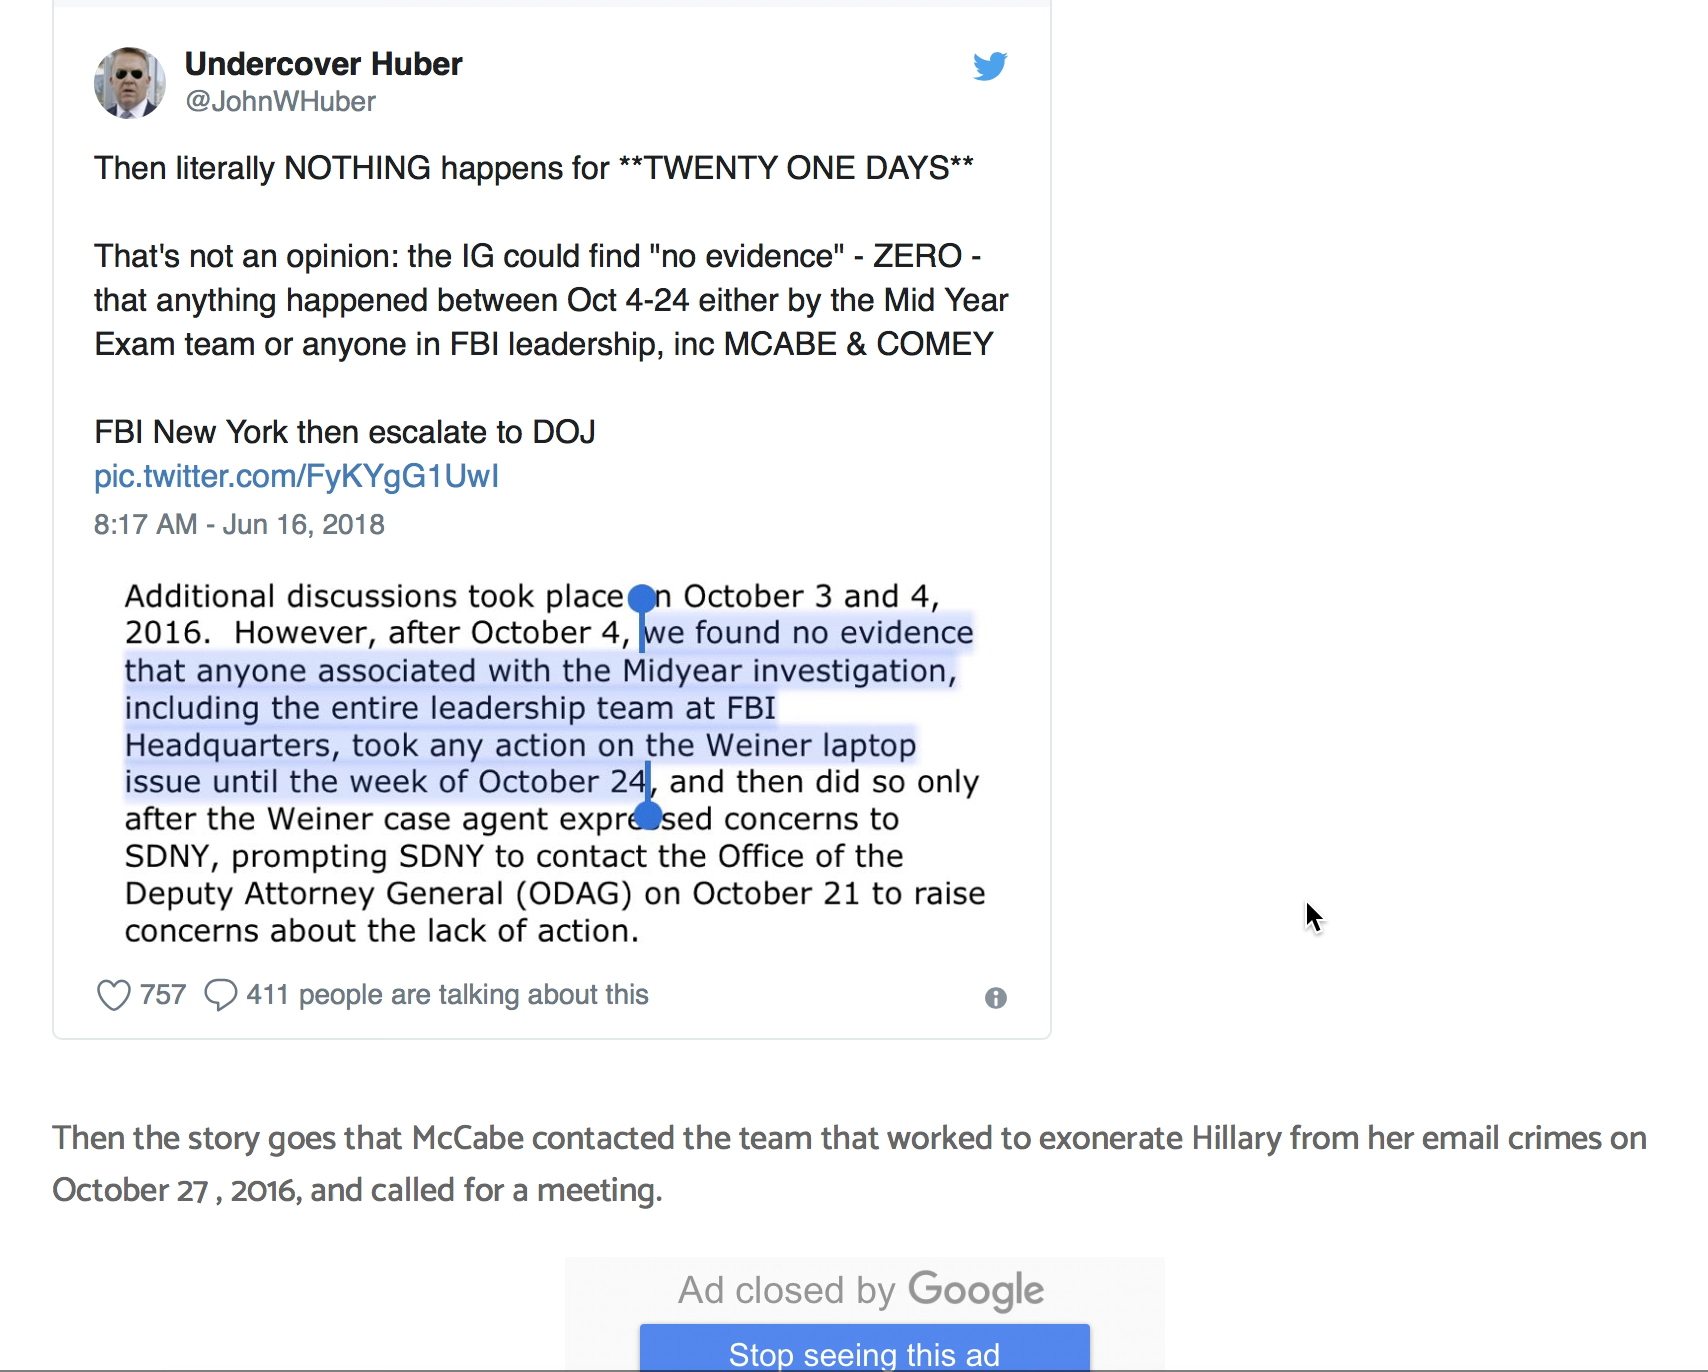 Undercover Huber
@JohnWHuber
Then literally NOTHING happens for **TWENTY ONE DAYS**
That's not an opinion: the IG could find "no evidence" - ZERO -
that anything happened between Oct 4-24 either by the Mid Year
Exam team or anyone in FBI leadership, inc MCABE & COMEY
FBI New York then escalate to DOJ
pic.twitter.com/FyKYgG1UwI
8:17 AM - Jun 16, 2018
Additional discussions took place on October 3 and 4,
2016. However, after October 4, we found no evidence
that anyone associated with the Midyear investigation,
including the entire leadership team at FBI
Headquarters, took any action on the Weiner laptop
issue until the week of October 24, and then did so only
after the Weiner case agent expressed concerns to
SDNY, prompting SDNY to contact the Office of the
Deputy Attorney General (ODAG) on October 21 to raise
concerns about the lack of action.
757 411 people are talking about this
Then the story goes that McCabe contacted the team that worked to exonerate Hillary from her email crimes on
October 27 , 2016, and called for a meeting.
Ad closed by Google
Stop seeing this ad